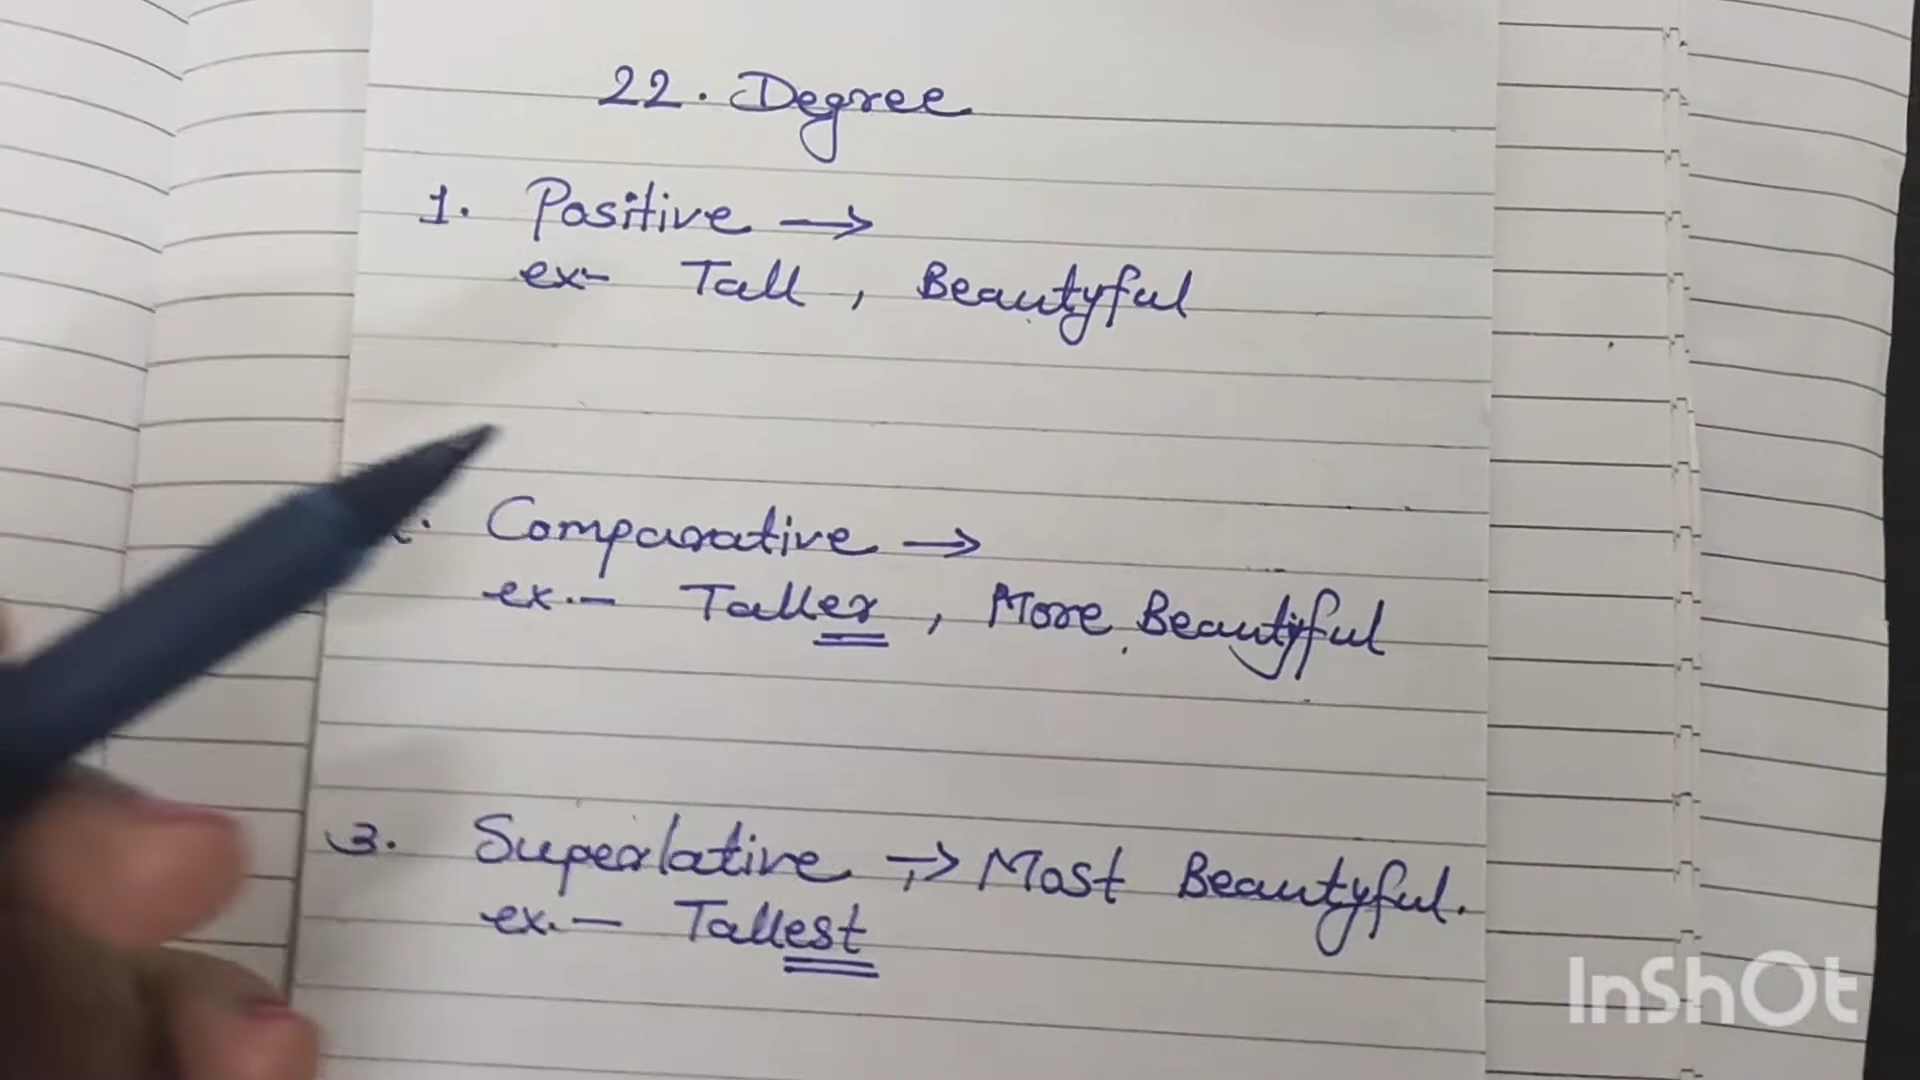 22. Degree
1. Positive →
ex- Tall, Beautyful
Comparative →
ex.- Taller, More Beautyful
3. Superlative → Most Beautyful.
ex.- Tallest
InShOt